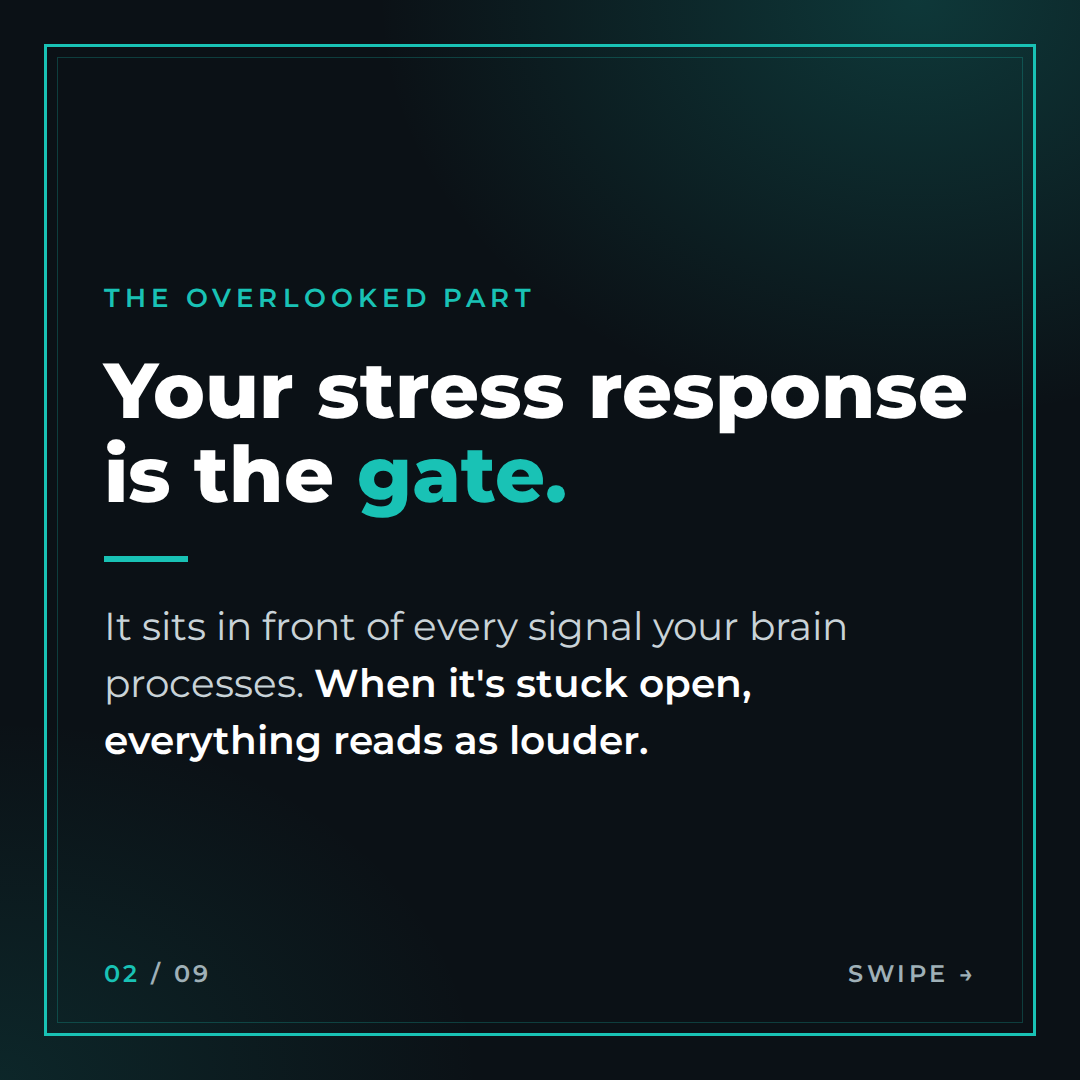 THE OVERLOOKED PART
Your stress response
is the gate.
It sits in front of every signal your brain
processes. When it's stuck open,
everything reads as louder.
02 / 09
SWIPE →